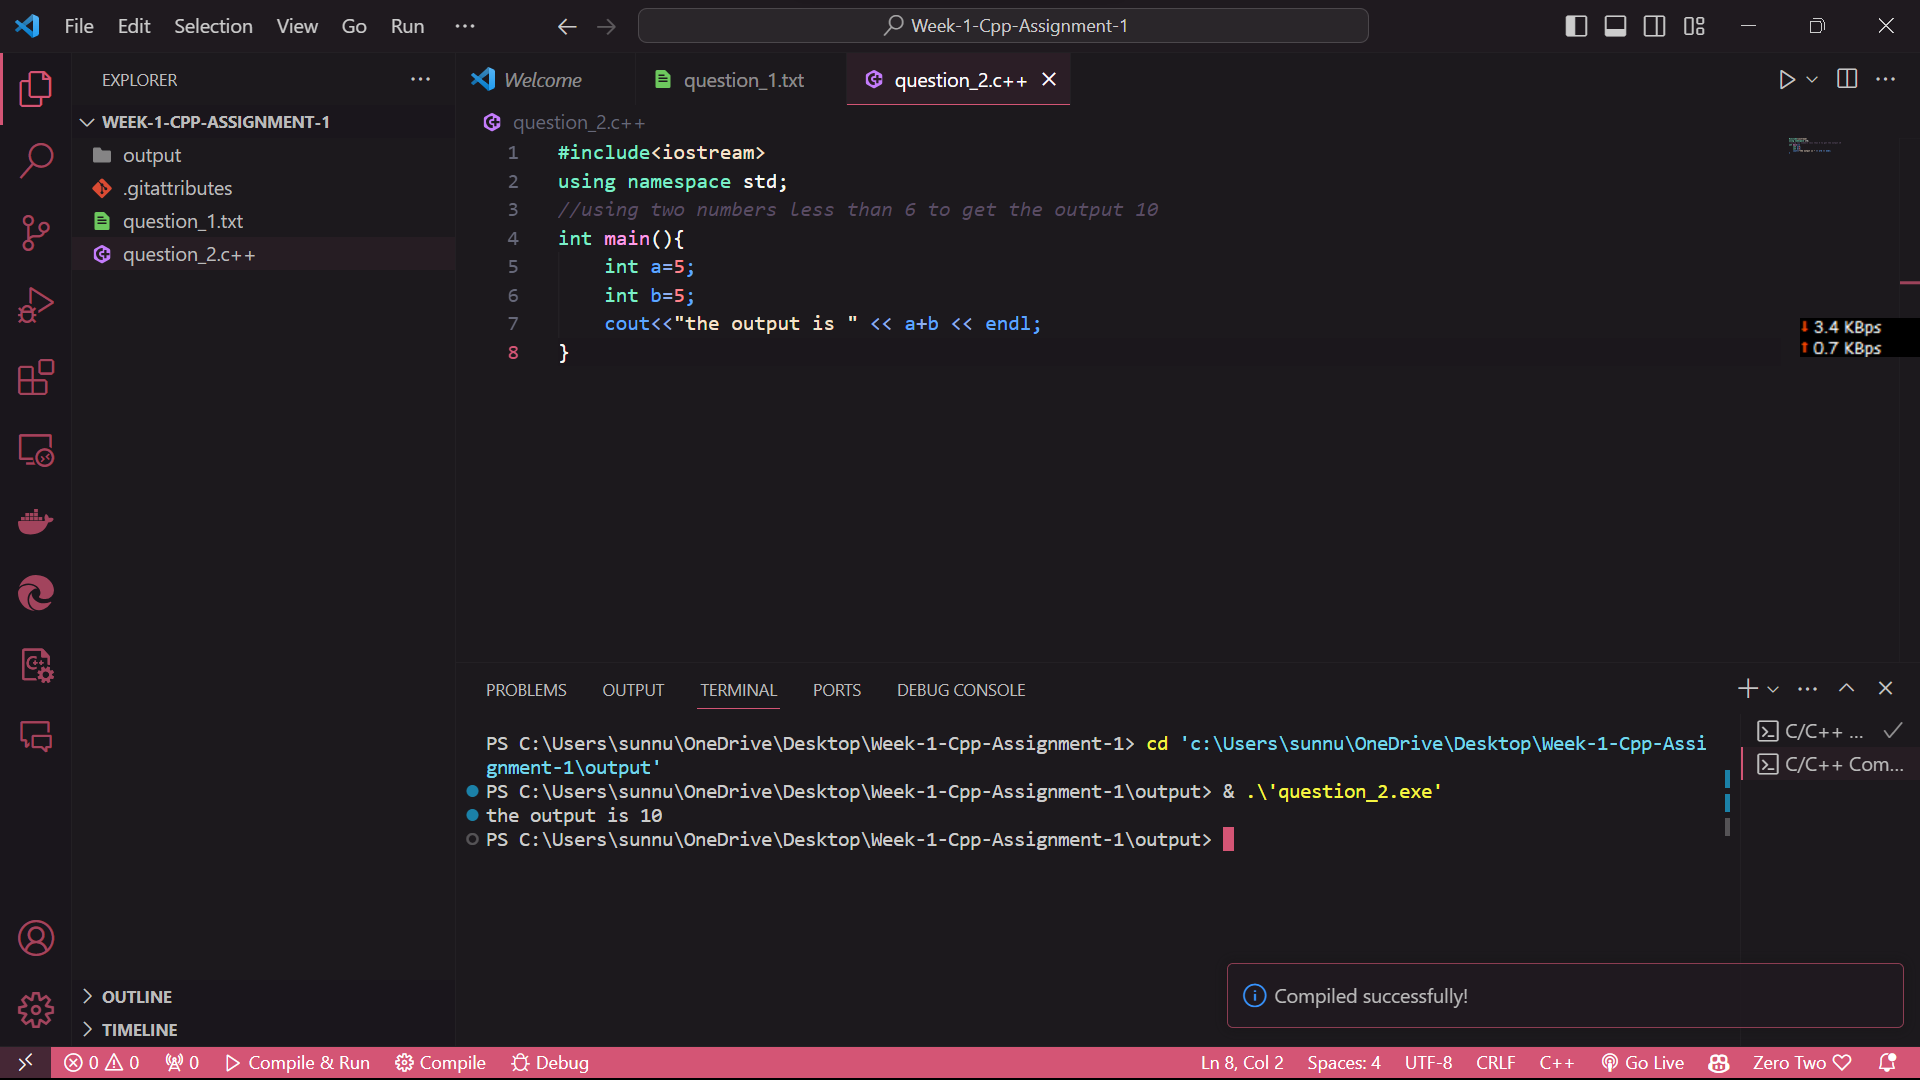 File Edit Selection View Go Run ··· Week-1-Cpp-Assignment-1
EXPLORER ···
WEEK-1-CPP-ASSIGNMENT-1
output
.gitattributes
question_1.txt
question_2.c++
OUTLINE
TIMELINE
Welcome question_1.txt question_2.c++
question_2.c++
1 #include<iostream>
2 using namespace std;
3 //using two numbers less than 6 to get the output 10
4 int main(){
5 int a=5;
6 int b=5;
7 cout<<"the output is " << a+b << endl;
8 }
3.4 KBps
0.7 KBps
PROBLEMS OUTPUT TERMINAL PORTS DEBUG CONSOLE
PS C:\Users\sunnu\OneDrive\Desktop\Week-1-Cpp-Assignment-1> cd 'c:\Users\sunnu\OneDrive\Desktop\Week-1-Cpp-Assi
gnment-1\output'
PS C:\Users\sunnu\OneDrive\Desktop\Week-1-Cpp-Assignment-1\output> & .\'question_2.exe'
the output is 10
PS C:\Users\sunnu\OneDrive\Desktop\Week-1-Cpp-Assignment-1\output>
C/C++ ...
C/C++ Com...
Compiled successfully!
0 0 0 Compile & Run Compile Debug Ln 8, Col 2 Spaces: 4 UTF-8 CRLF C++ Go Live Zero Two ♡